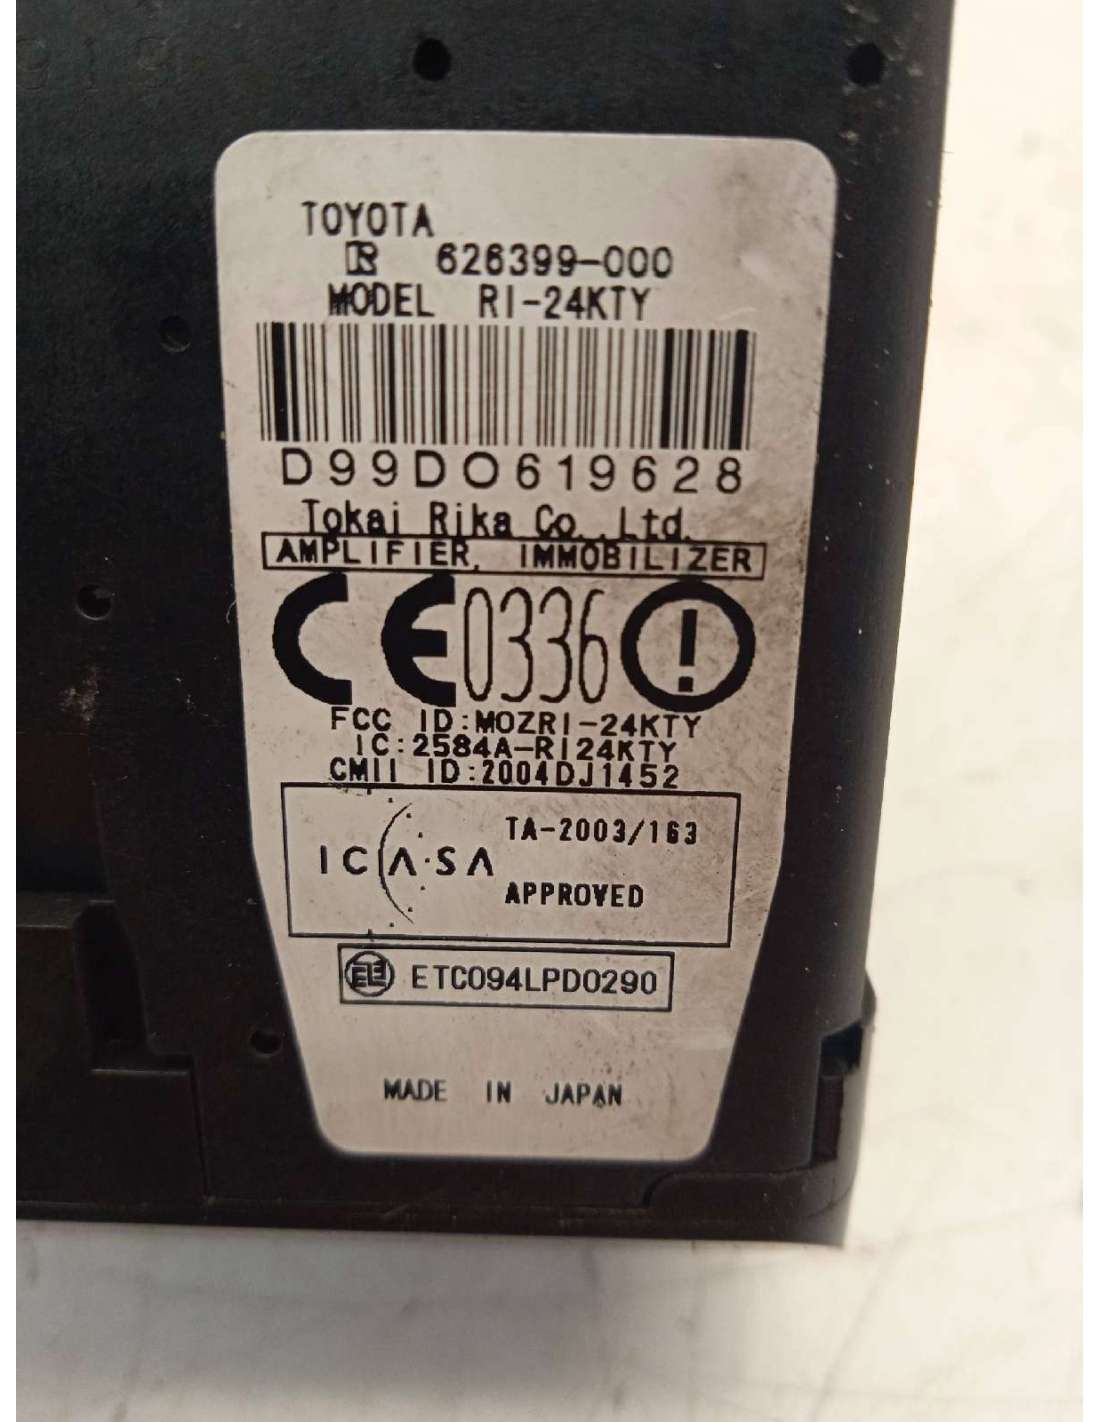 TOYOTA
R 626399-000
MODEL RI-24KTY
D99D0619628
Tokai Rika Co.,Ltd.
AMPLIFIER, IMMOBILIZER
CE0336
FCC ID:MOZRI-24KTY
IC:2584A-RI24KTY
CMII ID:2004DJ1452
TA-2003/163
ICASA
APPROVED
ETC094LPD0290
MADE IN JAPAN